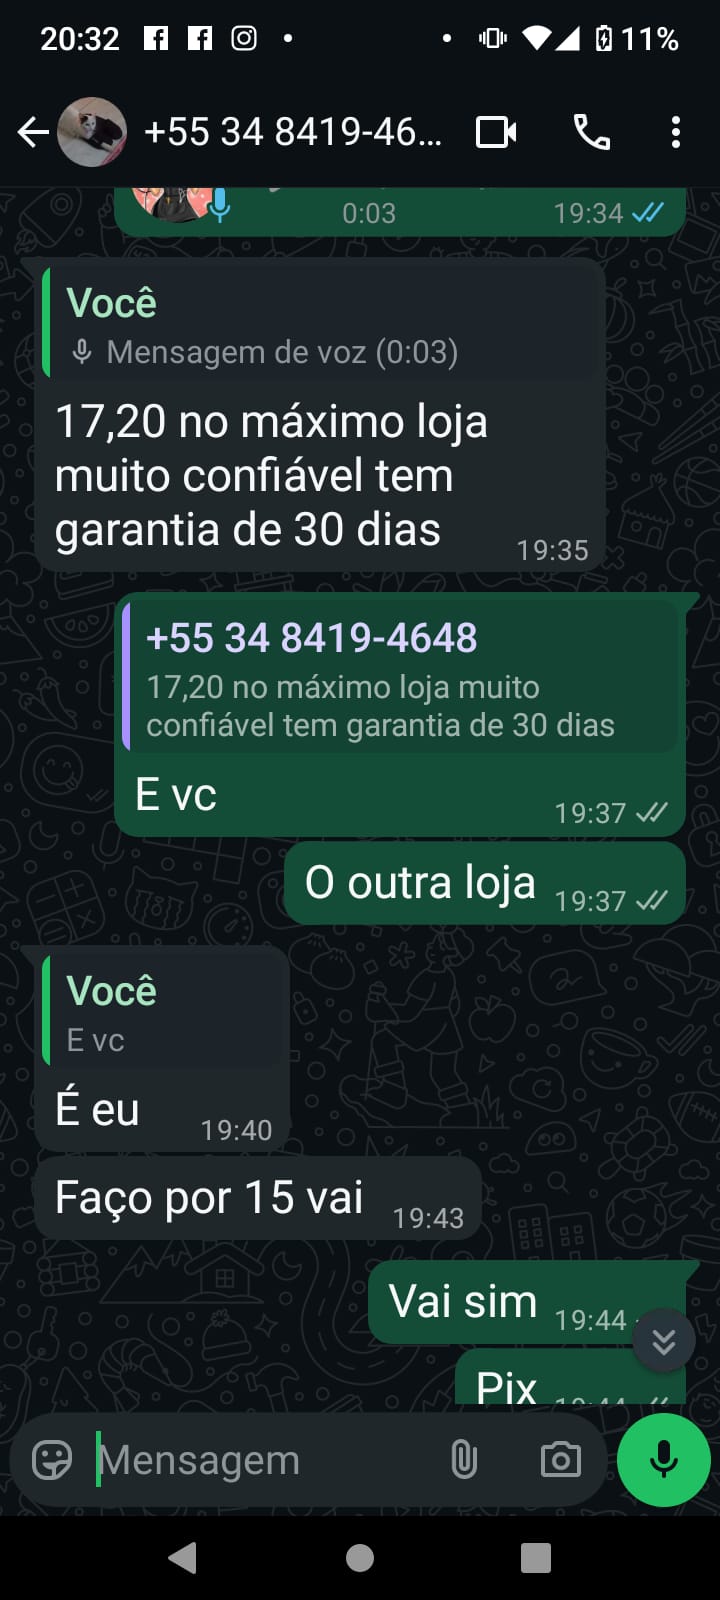 20:32
11%
+55 34 8419-46...
0:03
19:34
Você
Mensagem de voz (0:03)
17,20 no máximo loja
muito confiável tem
garantia de 30 dias
19:35
+55 34 8419-4648
17,20 no máximo loja muito
confiável tem garantia de 30 dias
E vc
19:37
O outra loja
19:37
Você
E vc
É eu
19:40
Faço por 15 vai
19:43
Vai sim
19:44
Pix
19:44
Mensagem